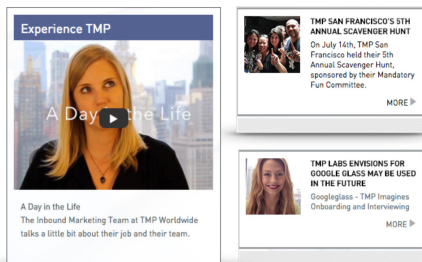 Experience TMP
A Day in the Life
A Day in the Life
The Inbound Marketing Team at TMP Worldwide
talks a little bit about their job and their team.
TMP SAN FRANCISCO'S 5TH
ANNUAL SCAVENGER HUNT
On July 14th, TMP San
Francisco held their 5th
Annual Scavenger Hunt,
sponsored by their Mandatory
Fun Committee.
MORE
TMP LABS ENVISIONS FOR
GOOGLE GLASS MAY BE USED
IN THE FUTURE
Googleglass - TMP Imagines
Onboarding and Interviewing
MORE